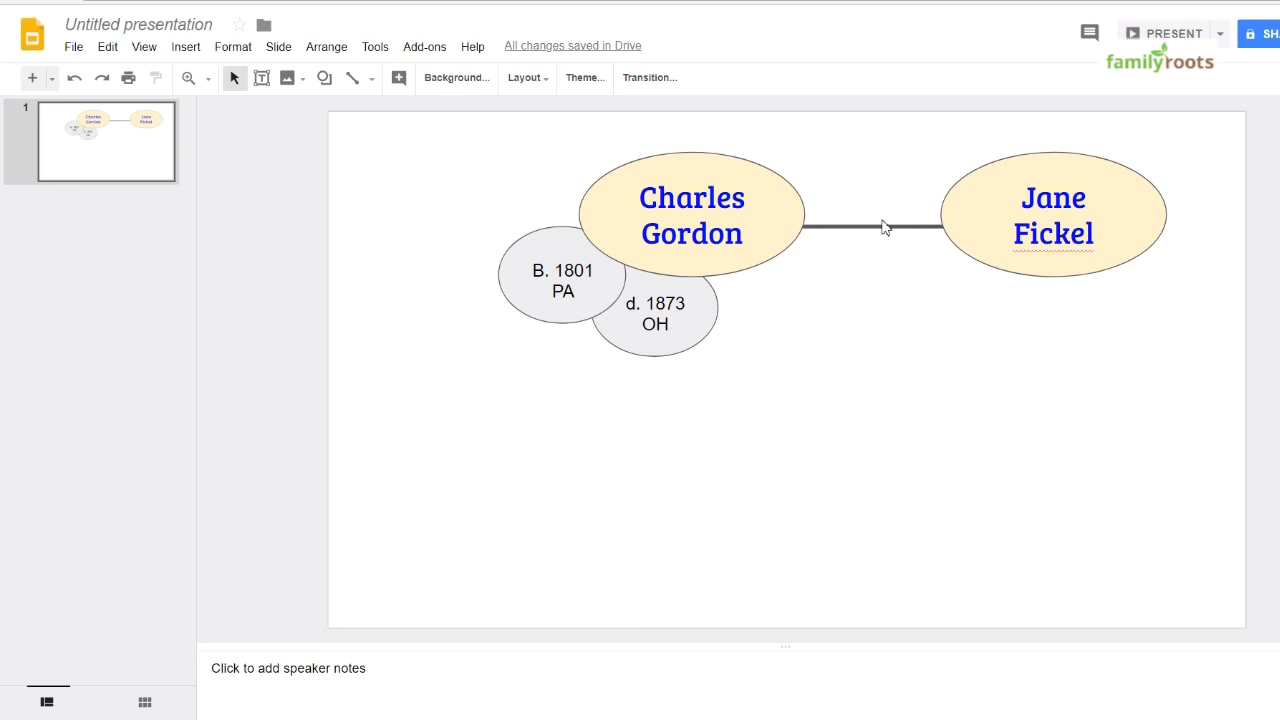 Untitled presentation
File Edit View Insert Format Slide Arrange Tools Add-ons Help All changes saved in Drive
PRESENT
familyroots
Background... Layout Theme... Transition...
1
Charles
Gordon
Jane
Fickel
B. 1801
PA
d. 1873
OH
Click to add speaker notes